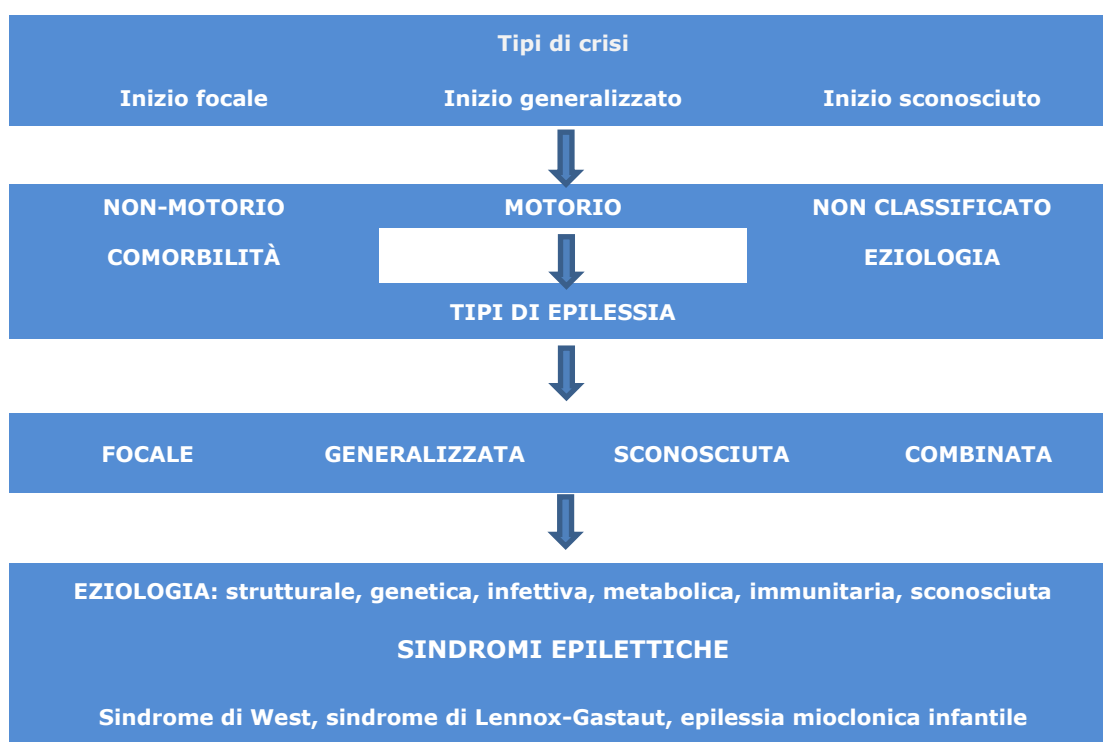 Tipi di crisi
Inizio focale Inizio generalizzato Inizio sconosciuto
NON-MOTORIO MOTORIO NON CLASSIFICATO
COMORBILITÀ EZIOLOGIA
TIPI DI EPILESSIA
FOCALE GENERALIZZATA SCONOSCIUTA COMBINATA
EZIOLOGIA: strutturale, genetica, infettiva, metabolica, immunitaria, sconosciuta
SINDROMI EPILETTICHE
Sindrome di West, sindrome di Lennox-Gastaut, epilessia mioclonica infantile